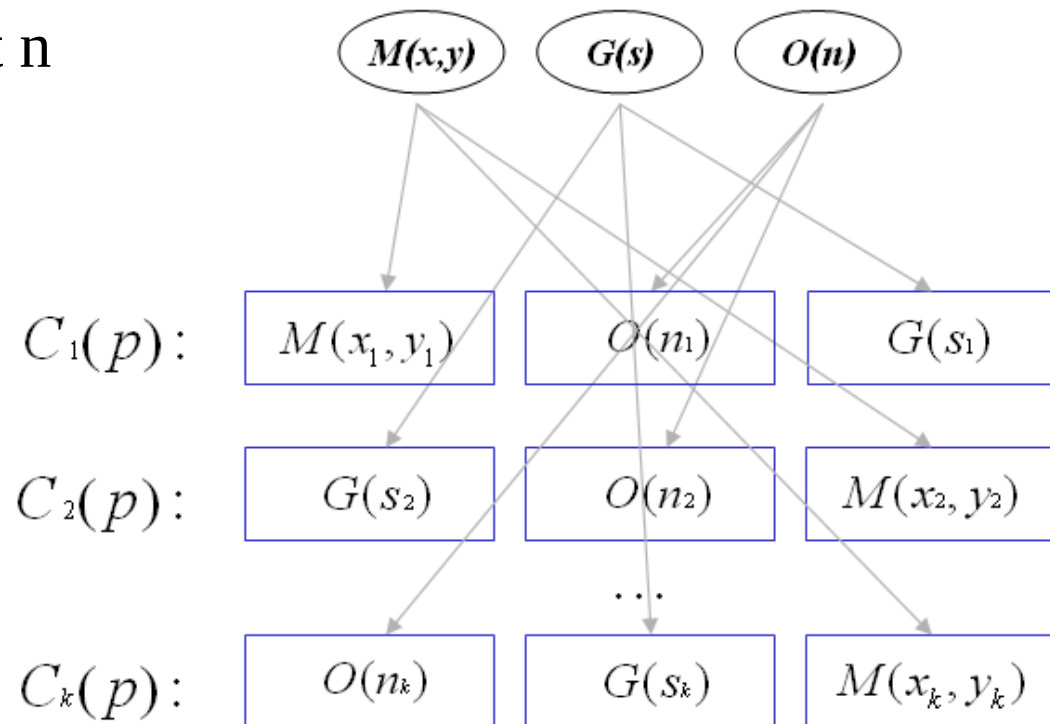 t n
M(x,y) G(s) O(n)
C₁(p): M(x₁, y₁) O(n₁) G(s₁)
C₂(p): G(s₂) O(n₂) M(x₂, y₂)
...
Cₖ(p): O(nₖ) G(sₖ) M(xₖ, yₖ)